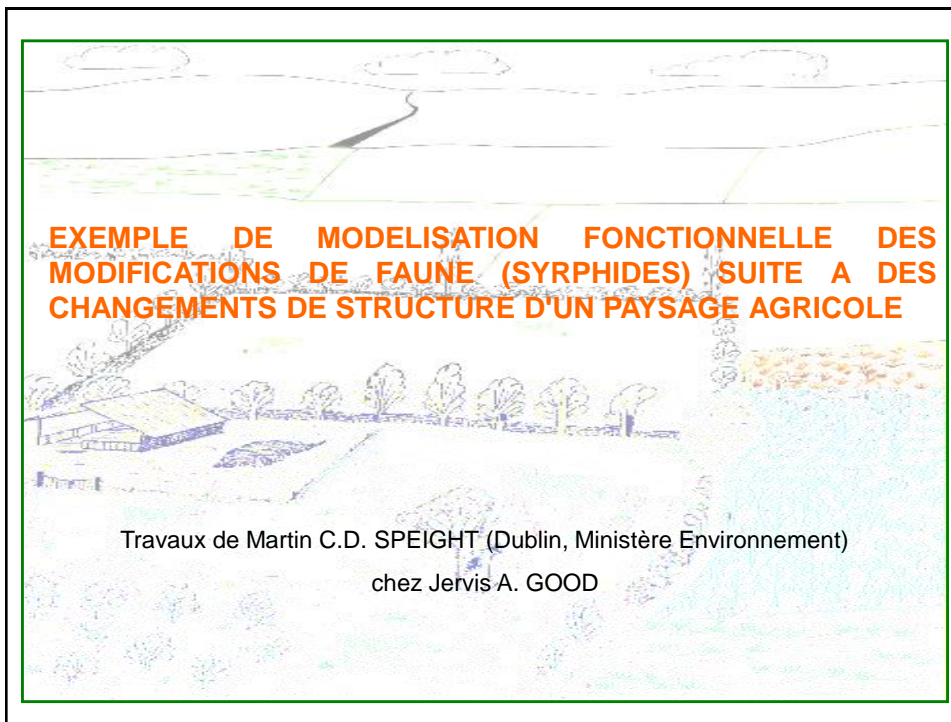 EXEMPLE DE MODELISATION FONCTIONNELLE DES
MODIFICATIONS DE FAUNE (SYRPHIDES) SUITE A DES
CHANGEMENTS DE STRUCTURE D'UN PAYSAGE AGRICOLE
Travaux de Martin C.D. SPEIGHT (Dublin, Ministère Environnement)
chez Jervis A. GOOD